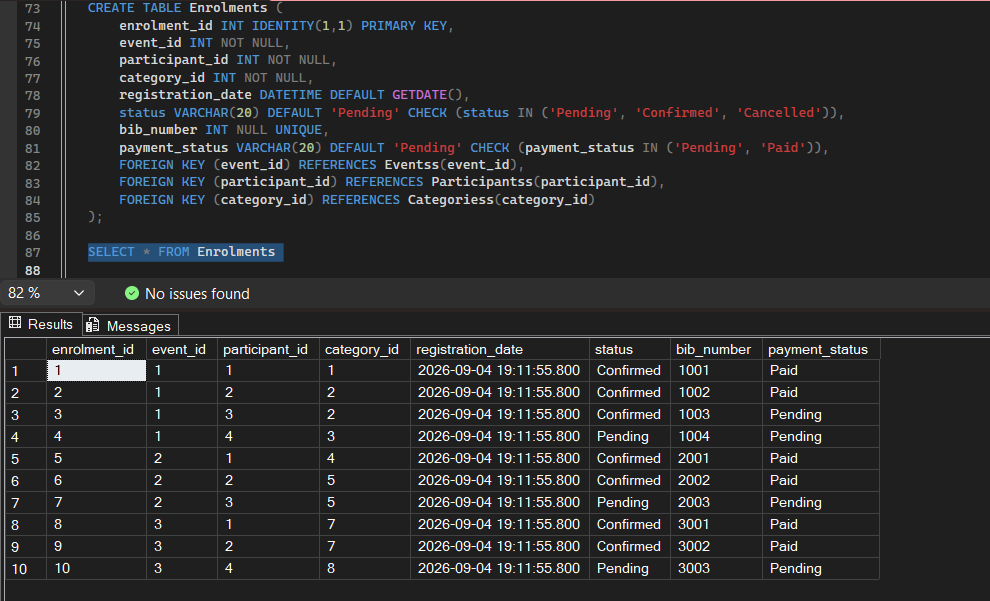 73 CREATE TABLE Enrolments (
74 enrolment_id INT IDENTITY(1,1) PRIMARY KEY,
75 event_id INT NOT NULL,
76 participant_id INT NOT NULL,
77 category_id INT NOT NULL,
78 registration_date DATETIME DEFAULT GETDATE(),
79 status VARCHAR(20) DEFAULT 'Pending' CHECK (status IN ('Pending', 'Confirmed', 'Cancelled')),
80 bib_number INT NULL UNIQUE,
81 payment_status VARCHAR(20) DEFAULT 'Pending' CHECK (payment_status IN ('Pending', 'Paid')),
82 FOREIGN KEY (event_id) REFERENCES Eventss(event_id),
83 FOREIGN KEY (participant_id) REFERENCES Participantss(participant_id),
84 FOREIGN KEY (category_id) REFERENCES Categoriess(category_id)
85 );
86
87 SELECT * FROM Enrolments
88
82 % No issues found
Results Messages
enrolment_id event_id participant_id category_id registration_date status bib_number payment_status
1 1 1 1 1 2026-09-04 19:11:55.800 Confirmed 1001 Paid
2 2 1 2 2 2026-09-04 19:11:55.800 Confirmed 1002 Paid
3 3 1 3 2 2026-09-04 19:11:55.800 Confirmed 1003 Pending
4 4 1 4 3 2026-09-04 19:11:55.800 Pending 1004 Pending
5 5 2 1 4 2026-09-04 19:11:55.800 Confirmed 2001 Paid
6 6 2 2 5 2026-09-04 19:11:55.800 Confirmed 2002 Paid
7 7 2 3 5 2026-09-04 19:11:55.800 Pending 2003 Pending
8 8 3 1 7 2026-09-04 19:11:55.800 Confirmed 3001 Paid
9 9 3 2 7 2026-09-04 19:11:55.800 Confirmed 3002 Paid
10 10 3 4 8 2026-09-04 19:11:55.800 Pending 3003 Pending